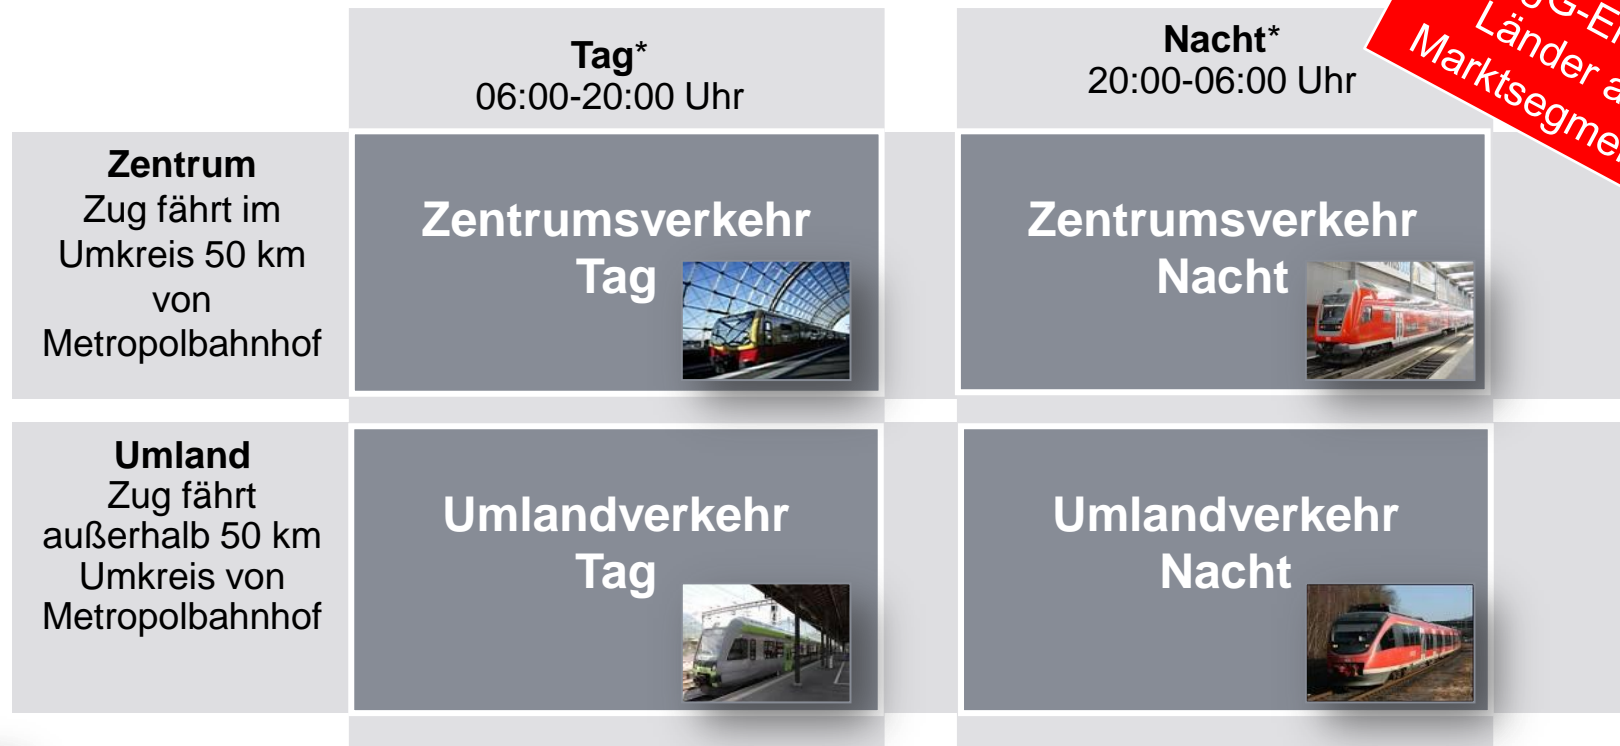 Tag*
06:00-20:00 Uhr
Nacht*
20:00-06:00 Uhr
Länder
Zentrum
Zug fährt im
Umkreis 50 km
von
Metropolbahnhof
Zentrumsverkehr
Tag
Zentrumsverkehr
Nacht
Umland
Zug fährt
außerhalb 50 km
Umkreis von
Metropolbahnhof
Umlandverkehr
Tag
Umlandverkehr
Nacht